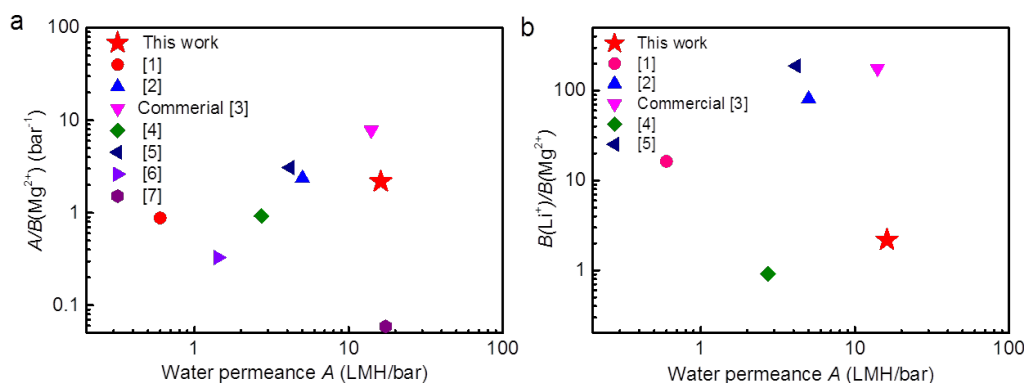 a
A/B(Mg²⁺) (bar⁻¹)
100
10
1
0.1
This work
[1]
[2]
Commerial [3]
[4]
[5]
[6]
[7]
1 10 100
Water permeance A (LMH/bar)
b
B(Li⁺)/B(Mg²⁺)
100
10
1
This work
[1]
[2]
Commercial [3]
[4]
[5]
1 10 100
Water permeance A (LMH/bar)